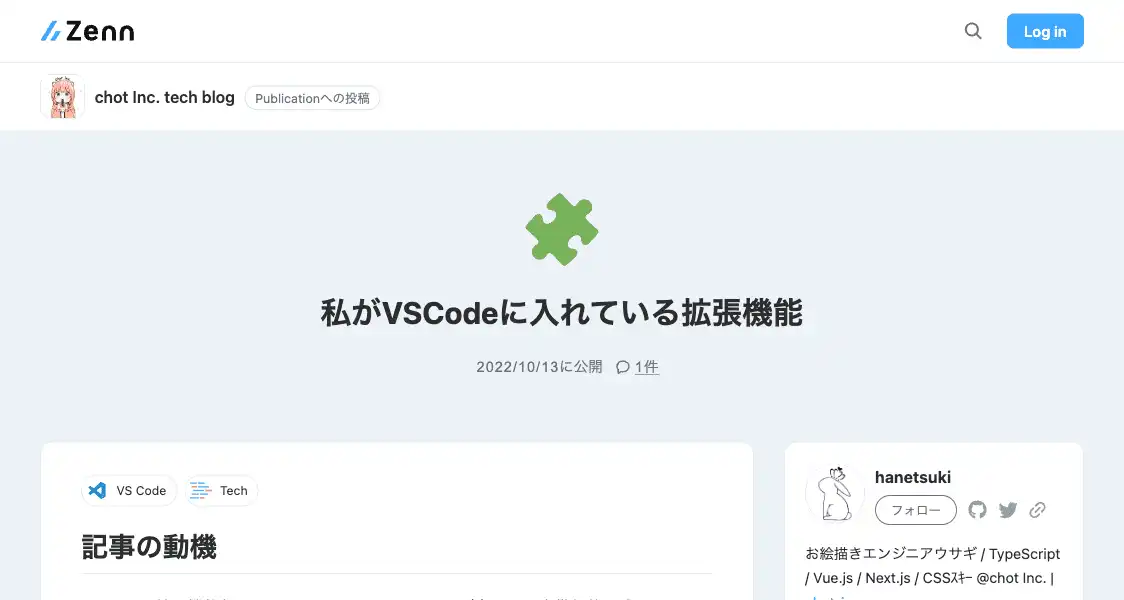 Zenn
Log in
chot Inc. tech blog Publicationへの投稿
私がVSCodeに入れている拡張機能
2022/10/13に公開 1件
VS Code Tech
記事の動機
hanetsuki
フォロー
お絵描きエンジニアウサギ / TypeScript
/ Vue.js / Next.js / CSSｽｷｰ @chot Inc. |